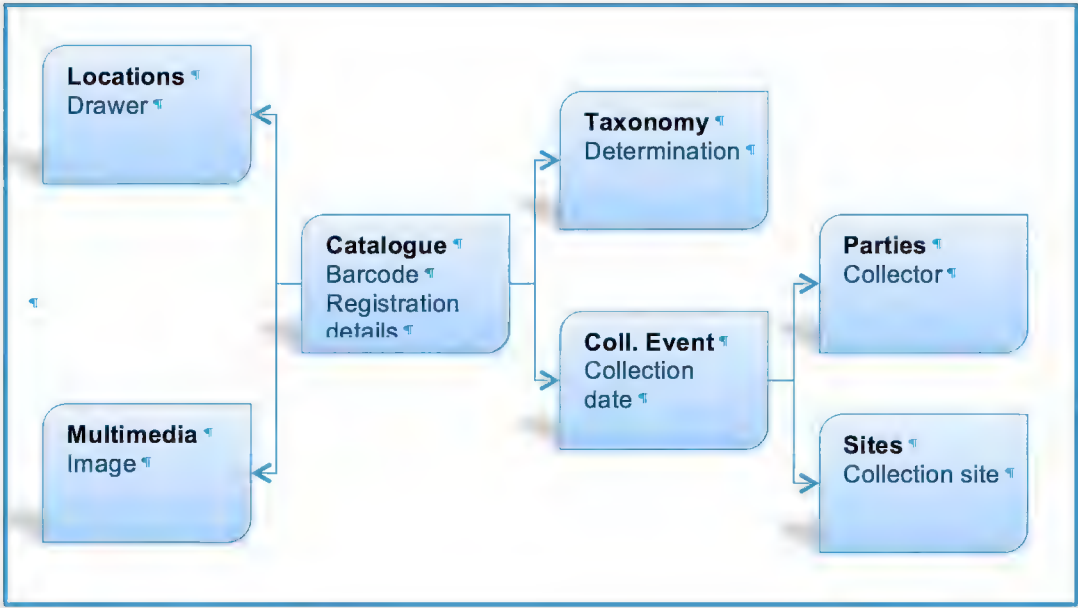 Locations ¶
Drawer ¶
Multimedia ¶
Image ¶
¶
Catalogue ¶
Barcode ¶
Registration
details ¶
Taxonomy ¶
Determination ¶
Coll. Event ¶
Collection
date ¶
Parties ¶
Collector ¶
Sites ¶
Collection site ¶